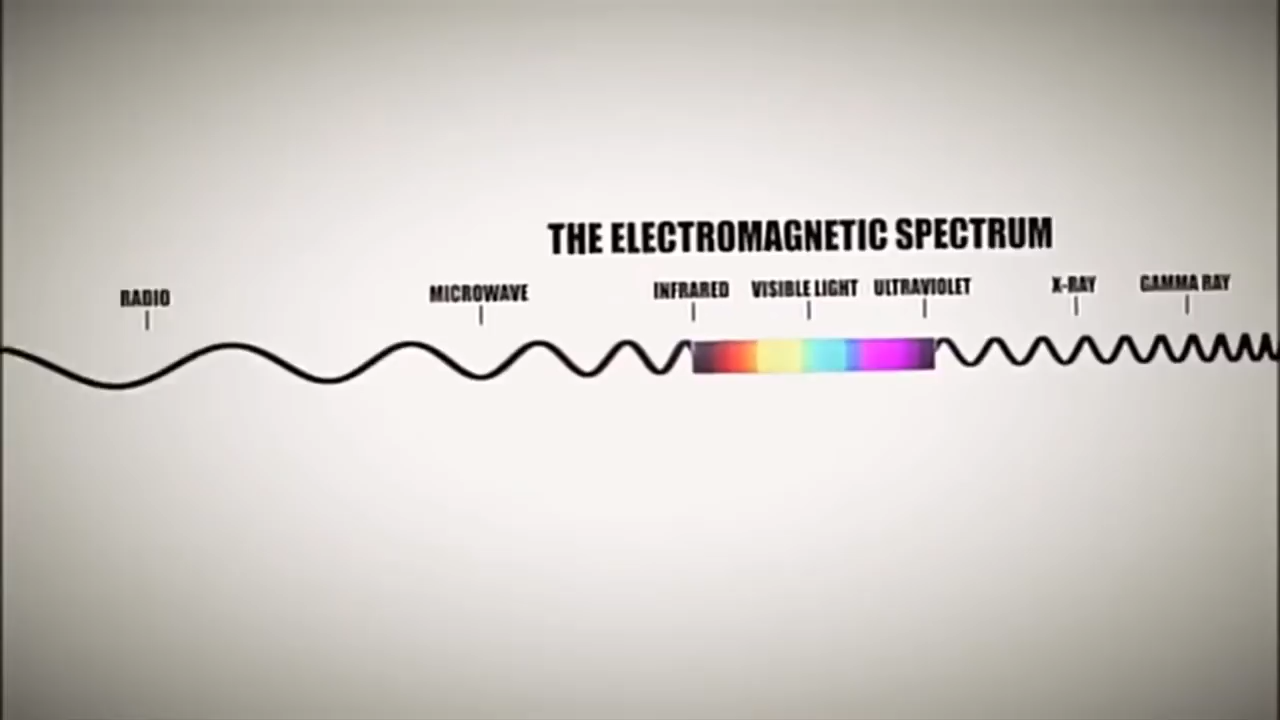 THE ELECTROMAGNETIC SPECTRUM
RADIO
MICROWAVE
INFRARED
VISIBLE LIGHT
ULTRAVIOLET
X-RAY
GAMMA RAY